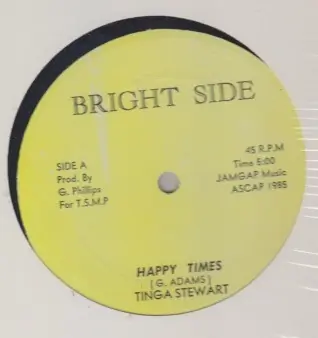 BRIGHT SIDE
SIDE A
Prod. By
G. Phillips
For T.S.M.P
45 R.P.M
Time 5:00
JAMGAP Music
ASCAP 1985
HAPPY TIMES
[G. ADAMS]
TINGA STEWART